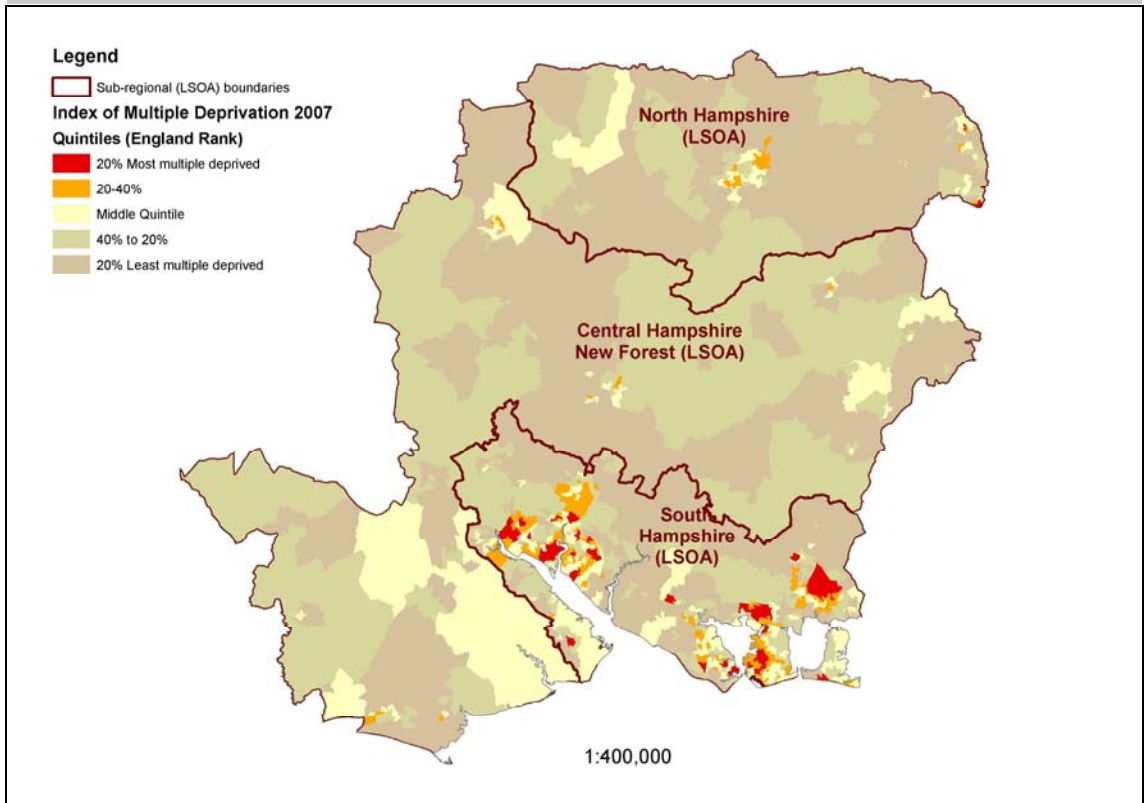 Legend
Sub-regional (LSOA) boundaries
Index of Multiple Deprivation 2007
Quintiles (England Rank)
20% Most multiple deprived
20-40%
Middle Quintile
40% to 20%
20% Least multiple deprived
North Hampshire
(LSOA)
Central Hampshire
New Forest (LSOA)
South
Hampshire
(LSOA)
1:400,000